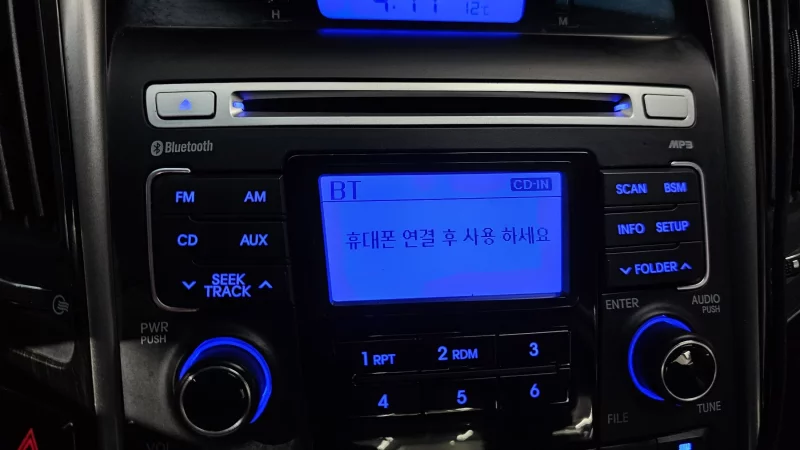 H
M
12℃
Bluetooth
MP3
FM AM
CD AUX
SEEK
TRACK
BT CD-IN
휴대폰 연결 후 사용 하세요
SCAN BSM
INFO SETUP
FOLDER
PWR
PUSH
ENTER
AUDIO
PUSH
1 RPT 2 RDM 3
4 5 6
FILE
TUNE